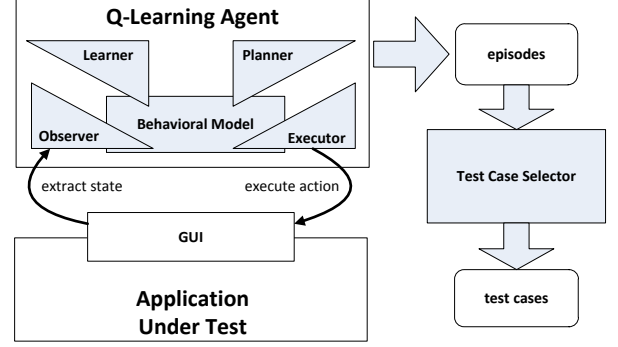 Q-Learning Agent
Learner
Planner
Observer
Behavioral Model
Executor
extract state
execute action
GUI
Application
Under Test
episodes
Test Case Selector
test cases